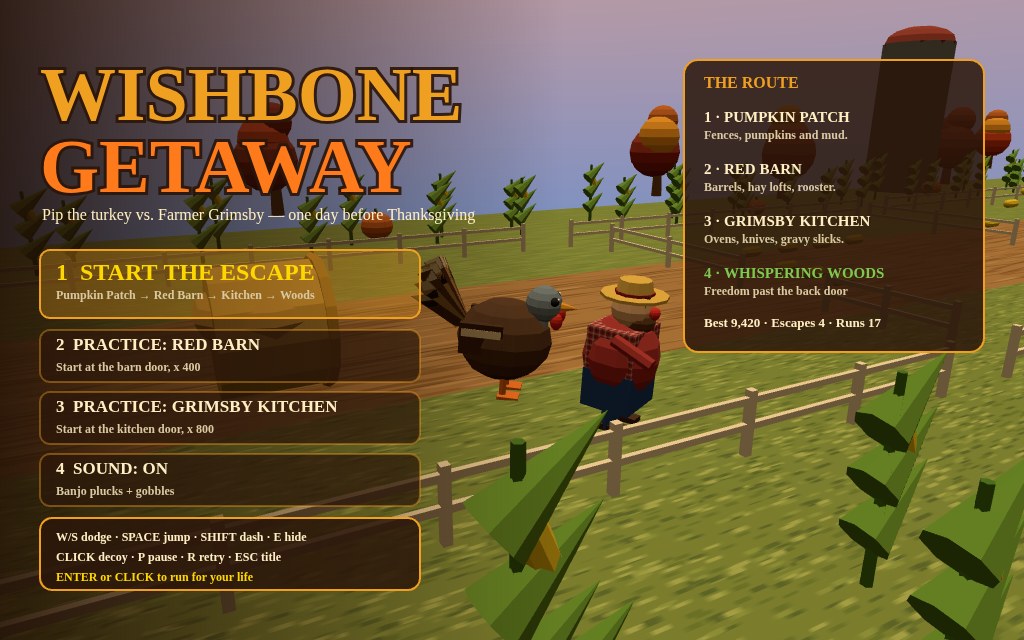 WISHBONE
GETAWAY
Pip the turkey vs. Farmer Grimsby — one day before Thanksgiving
1 START THE ESCAPE
Pumpkin Patch → Red Barn → Kitchen → Woods
2 PRACTICE: RED BARN
Start at the barn door, x 400
3 PRACTICE: GRIMSBY KITCHEN
Start at the kitchen door, x 800
4 SOUND: ON
Banjo plucks + gobbles
W/S dodge · SPACE jump · SHIFT dash · E hide
CLICK decoy · P pause · R retry · ESC title
ENTER or CLICK to run for your life
THE ROUTE
1 · PUMPKIN PATCH
Fences, pumpkins and mud.
2 · RED BARN
Barrels, hay lofts, rooster.
3 · GRIMSBY KITCHEN
Ovens, knives, gravy slicks.
4 · WHISPERING WOODS
Freedom past the back door
Best 9,420 · Escapes 4 · Runs 17